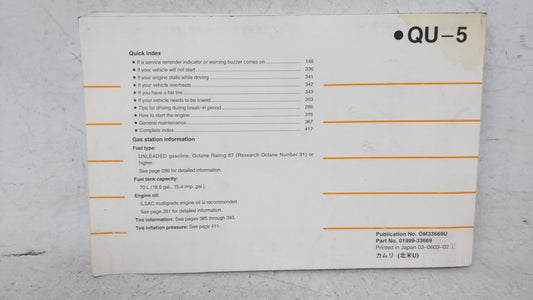 ●QU−5
Quick index
● If a service reminder indicator or warning buzzer comes on ........ 146
● If your vehicle will not start ........ 336
● If your engine stalls while driving ........ 341
● If your vehicle overheats ........ 342
● If you have a flat tire ........ 343
● If your vehicle needs to be towed ........ 353
● Tips for driving during break−in period ........ 286
● How to start the engine ........ 316
● General maintenance ........ 367
● Complete index ........ 417
Gas station information
Fuel type:
UNLEADED gasoline, Octane Rating 87 (Research Octane Number 91) or
higher.
See page 286 for detailed information.
Fuel tank capacity:
70 L (18.5 gal., 15.4 Imp. gal.)
Engine oil:
ILSAC multigrade engine oil is recommended.
See page 381 for detailed information.
Tire information: See pages 385 through 393.
Tire inflation pressure: See page 411.
Publication No. OM33669U
Part No. 01999-33669
Printed in Japan 03−0603−02
カムリ (北米U)